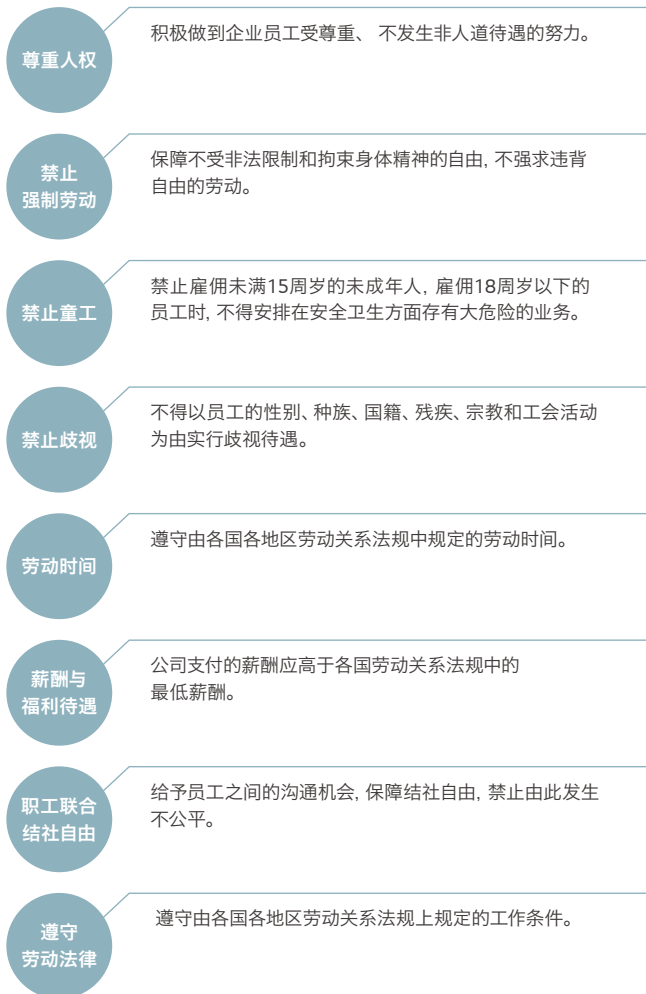 尊重人权
积极做到企业员工受尊重、 不发生非人道待遇的努力。
禁止
强制劳动
保障不受非法限制和拘束身体精神的自由, 不强求违背
自由的劳动。
禁止童工
禁止雇佣未满15周岁的未成年人, 雇佣18周岁以下的
员工时, 不得安排在安全卫生方面存有大危险的业务。
禁止歧视
不得以员工的性别、种族、国籍、残疾、宗教和工会活动
为由实行歧视待遇。
劳动时间
遵守由各国各地区劳动关系法规中规定的劳动时间。
薪酬与
福利待遇
公司支付的薪酬应高于各国劳动关系法规中的
最低薪酬。
职工联合
结社自由
给予员工之间的沟通机会, 保障结社自由, 禁止由此发生
不公平。
遵守
劳动法律
遵守由各国各地区劳动关系法规上规定的工作条件。